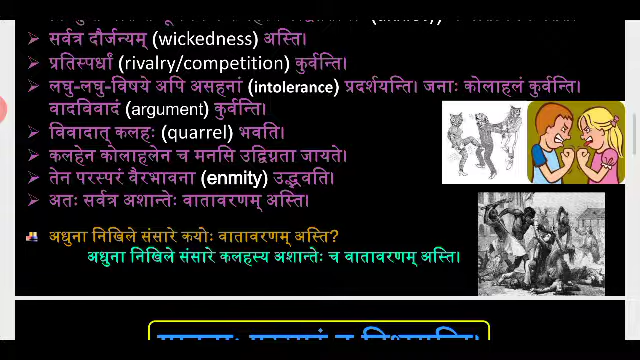 सर्वत्र दौर्जन्यम् (wickedness) अस्ति।
प्रतिस्पर्धां (rivalry/competition) कुर्वन्ति।
लघु-लघु-विषये अपि असहनां (intolerance) प्रदर्शयन्ति। जनाः कोलाहलं कुर्वन्ति।
वादविवादं (argument) कुर्वन्ति।
विवादात् कलहः (quarrel) भवति।
कलहेन कोलाहलेन च मनसि उद्विग्नता जायते।
तेन परस्परं वैरभावना (enmity) उद्भवति।
अतः सर्वत्र अशान्तेः वातावरणम् अस्ति।
अधुना निखिले संसारे कयोः वातावरणम् अस्ति?
अधुना निखिले संसारे कलहस्य अशान्तेः च वातावरणम् अस्ति।